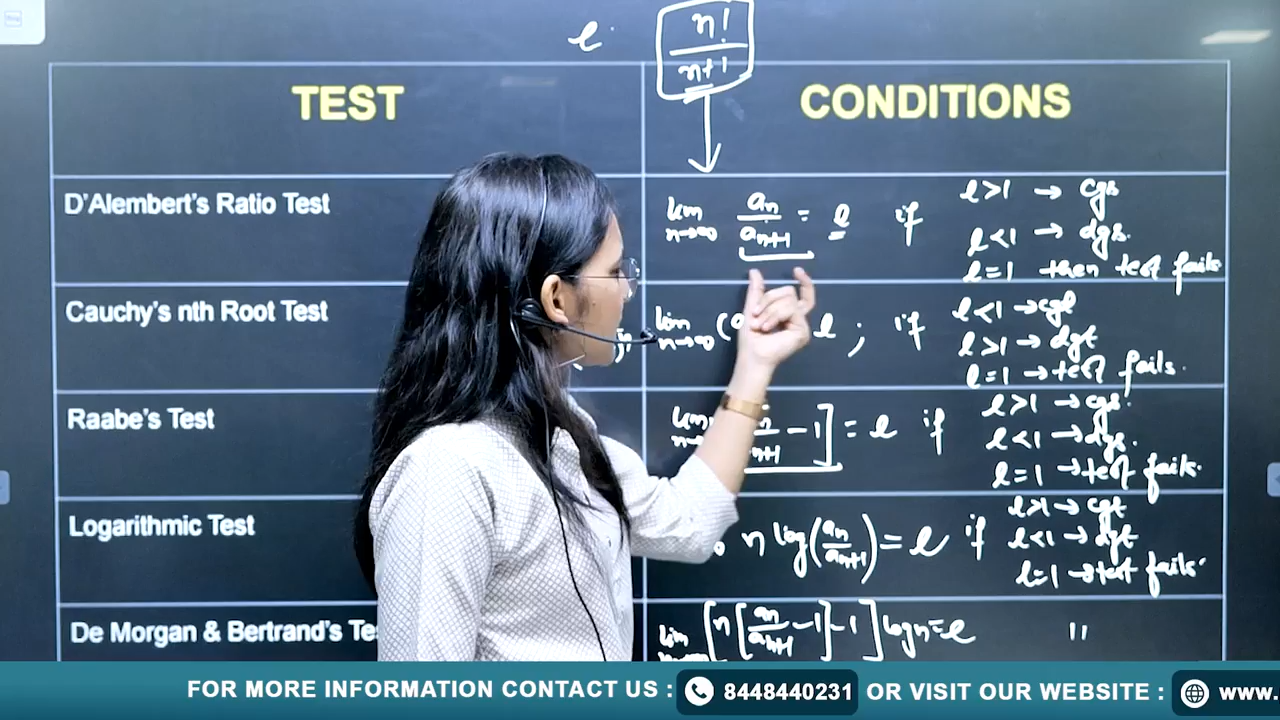 l.
n!
n+1
TEST
CONDITIONS
D'Alembert's Ratio Test
lim n→∞ an/an+1 = l if
l>1 → cgs
l<1 → dgs.
l=1 then test fails
Cauchy's nth Root Test
lim n→∞ ( l ; if
l<1 → cgt
l>1 → dgt
l=1 → test fails.
Raabe's Test
n+1 -1] = l if
l>1 → cgs.
l<1 → dgs.
l=1 → test fails.
Logarithmic Test
n log(an/an+1) = l if
l>1 → cgt
l<1 → dgt
l=1 → test fails.
De Morgan & Bertrand's Te
lim [n[an/an+1 -1]-1] log n = l "
FOR MORE INFORMATION CONTACT US : 8448440231 OR VISIT OUR WEBSITE : www.